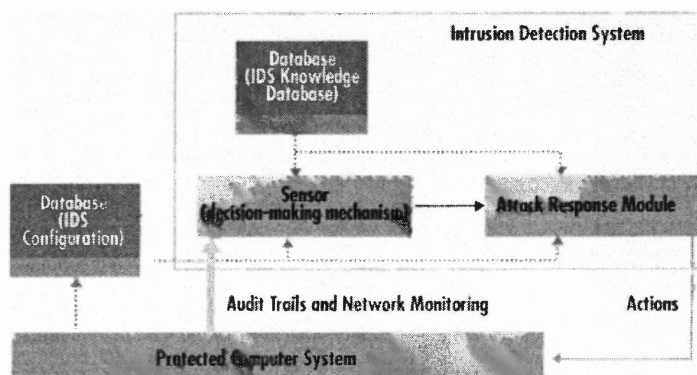 Intrusion Detection System
Database
(IDS Knowledge
Database)
Sensor
(decision-making mechanism)
Attack Response Module
Database
(IDS
Configuration)
Audit Trails and Network Monitoring
Actions
Protected Computer System